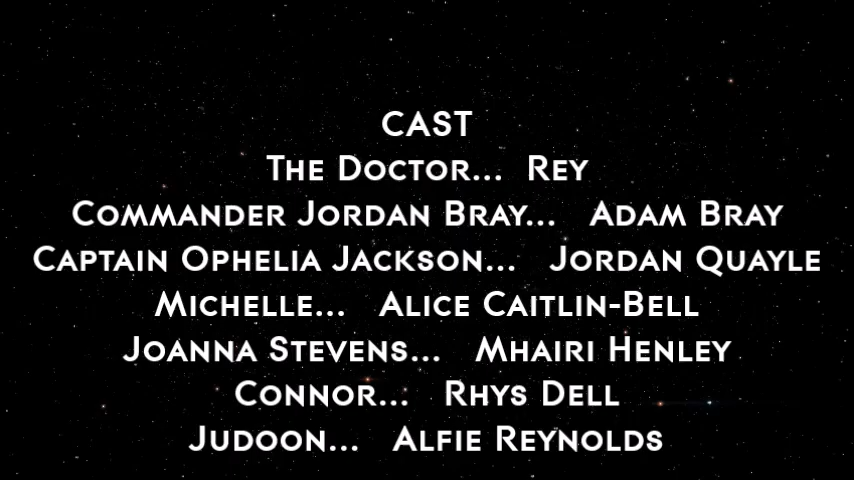 CAST
The Doctor... Rey
Commander Jordan Bray... Adam Bray
Captain Ophelia Jackson... Jordan Quayle
Michelle... Alice Caitlin-Bell
Joanna Stevens... Mhairi Henley
Connor... Rhys Dell
Judoon... Alfie Reynolds